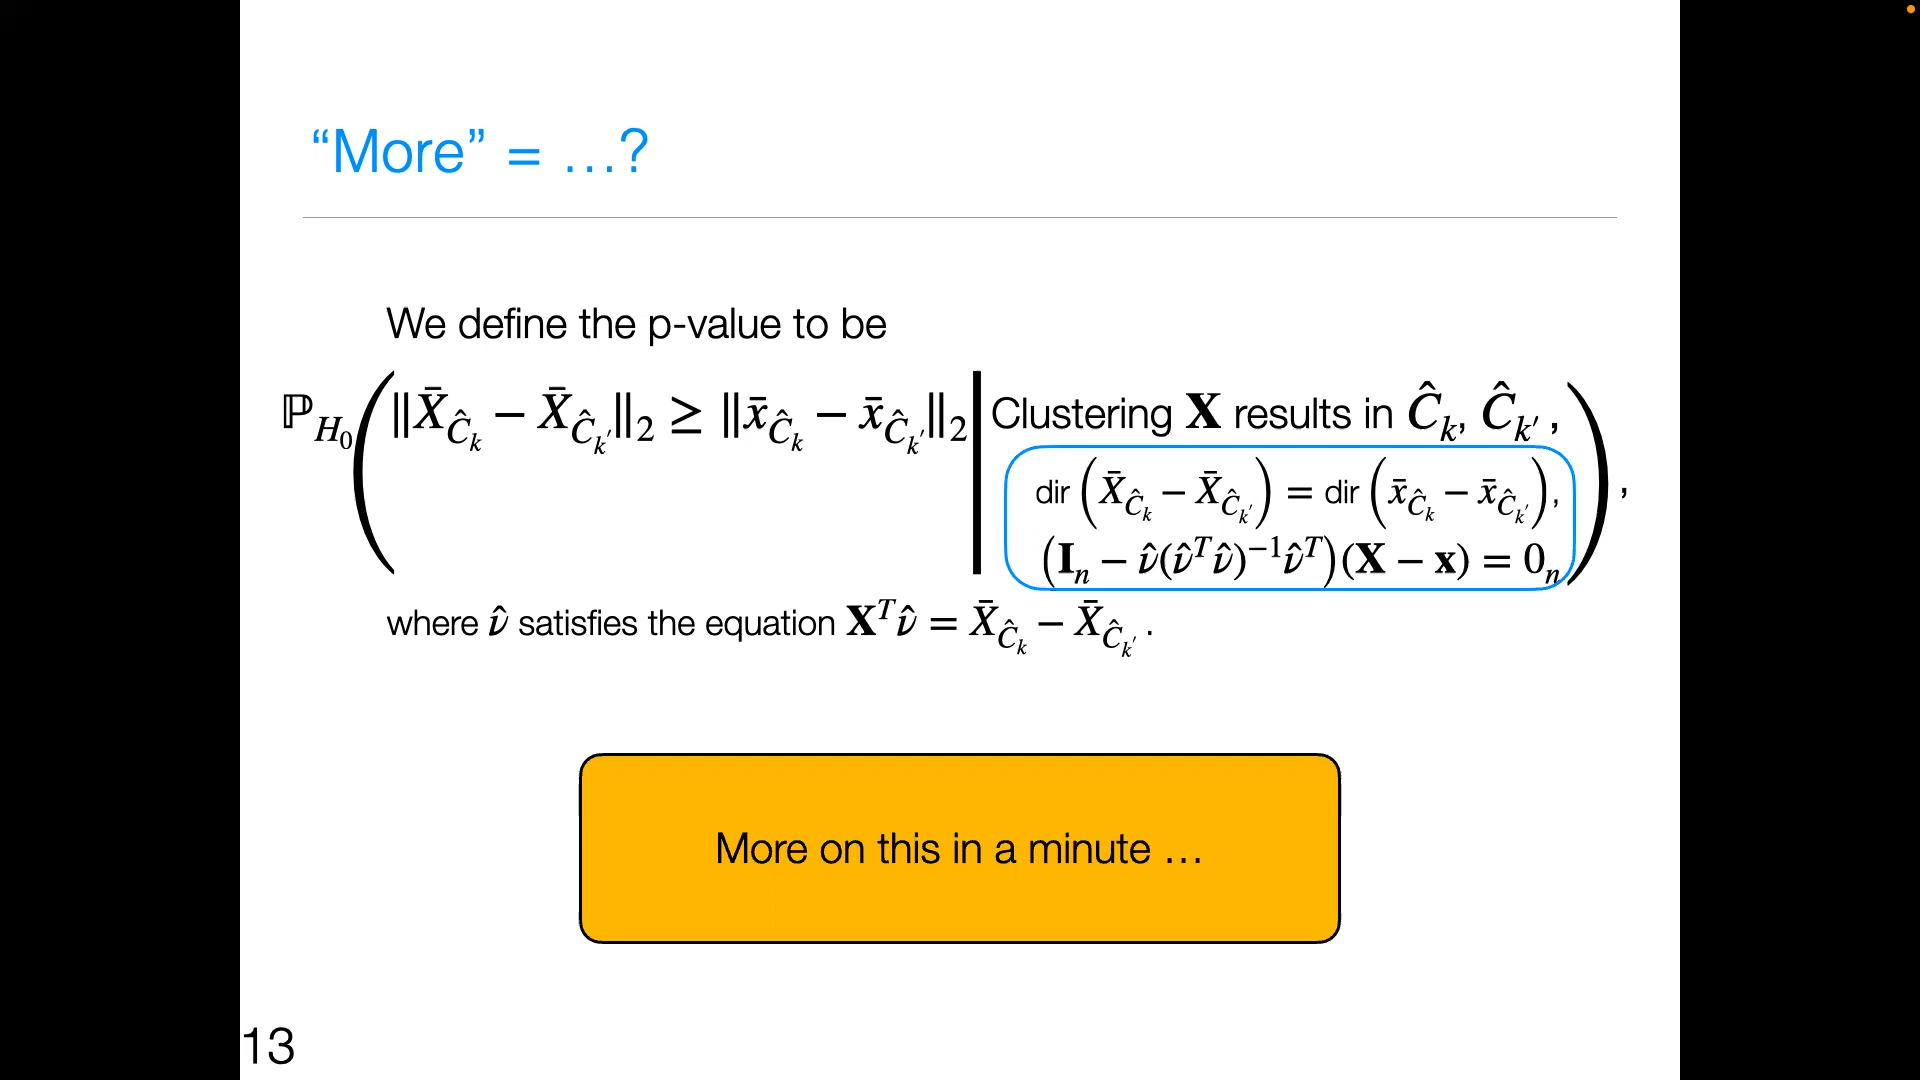 “More” = …?
We define the p-value to be
ℙ_{H_0}( ‖X̄_{Ĉ_k} − X̄_{Ĉ_{k′}}‖_2 ≥ ‖x̄_{Ĉ_k} − x̄_{Ĉ_{k′}}‖_2 | Clustering 𝐗 results in Ĉ_k, Ĉ_{k′},
dir (X̄_{Ĉ_k} − X̄_{Ĉ_{k′}}) = dir (x̄_{Ĉ_k} − x̄_{Ĉ_{k′}}),
(𝐈_n − ν̂(ν̂^T ν̂)^{−1} ν̂^T)(𝐗 − 𝐱) = 0_n ),
where ν̂ satisfies the equation 𝐗^T ν̂ = X̄_{Ĉ_k} − X̄_{Ĉ_{k′}}.
More on this in a minute …
13